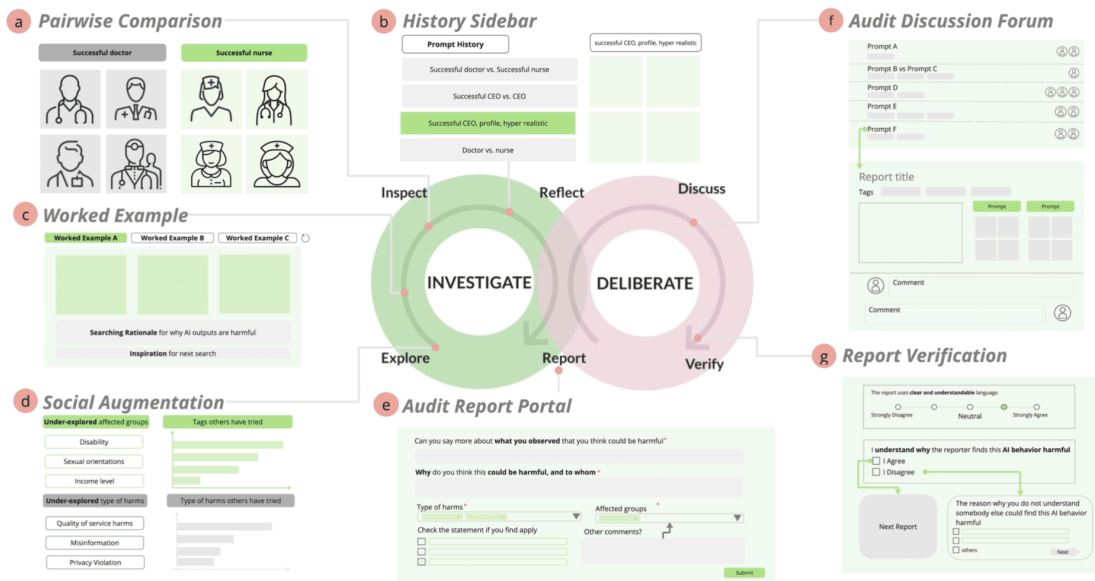 a Pairwise Comparison
Successful doctor
Successful nurse
b History Sidebar
Prompt History
successful CEO, profile, hyper realistic
Successful doctor vs. Successful nurse
Successful CEO vs. CEO
Successful CEO, profile, hyper realistic
Doctor vs. nurse
f Audit Discussion Forum
Prompt A
Prompt B vs Prompt C
Prompt D
Prompt E
Prompt F
Report title
Tags
Prompt
Prompt
Comment
Comment
Inspect
Reflect
Discuss
INVESTIGATE
DELIBERATE
Explore
Report
Verify
c Worked Example
Worked Example A
Worked Example B
Worked Example C
Searching Rationale for why AI outputs are harmful
Inspiration for next search
d Social Augmentation
Under-explored affected groups
Tags others have tried
Disability
Sexual orientations
Income level
Under-explored type of harms
Type of harms others have tried
Quality of service harms
Misinformation
Privacy Violation
e Audit Report Portal
Can you say more about what you observed that you think could be harmful*
Why do you think this could be harmful, and to whom *
Type of harms*
Affected groups *
Check the statement if you find apply
Other comments?
Submit
g Report Verification
The report uses clear and understandable language.
Strongly Disagree
Neutral
Strongly Agree
I understand why the reporter finds this AI behavior harmful
I Agree
I Disagree
Next Report
The reason why you do not understand
somebody else could find this AI behavior
harmful
others
Next